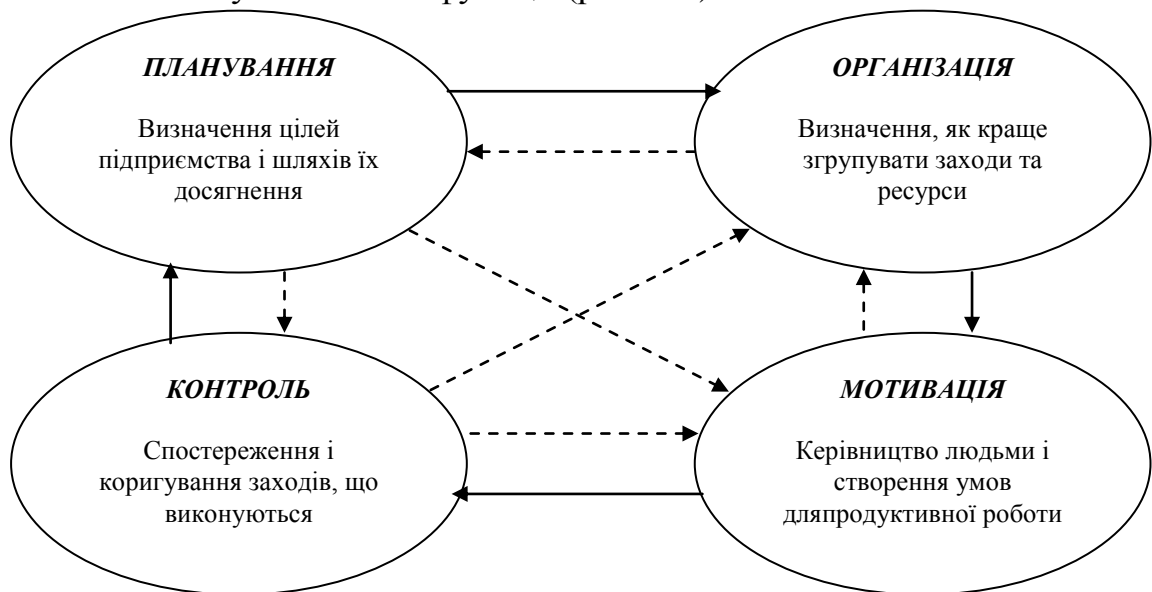 ПЛАНУВАННЯ
Визначення цілей
підприємства і шляхів їх
досягнення
ОРГАНІЗАЦІЯ
Визначення, як краще
згрупувати заходи та
ресурси
КОНТРОЛЬ
Спостереження і
коригування заходів, що
виконуються
МОТИВАЦІЯ
Керівництво людьми і
створення умов
дляпродуктивної роботи